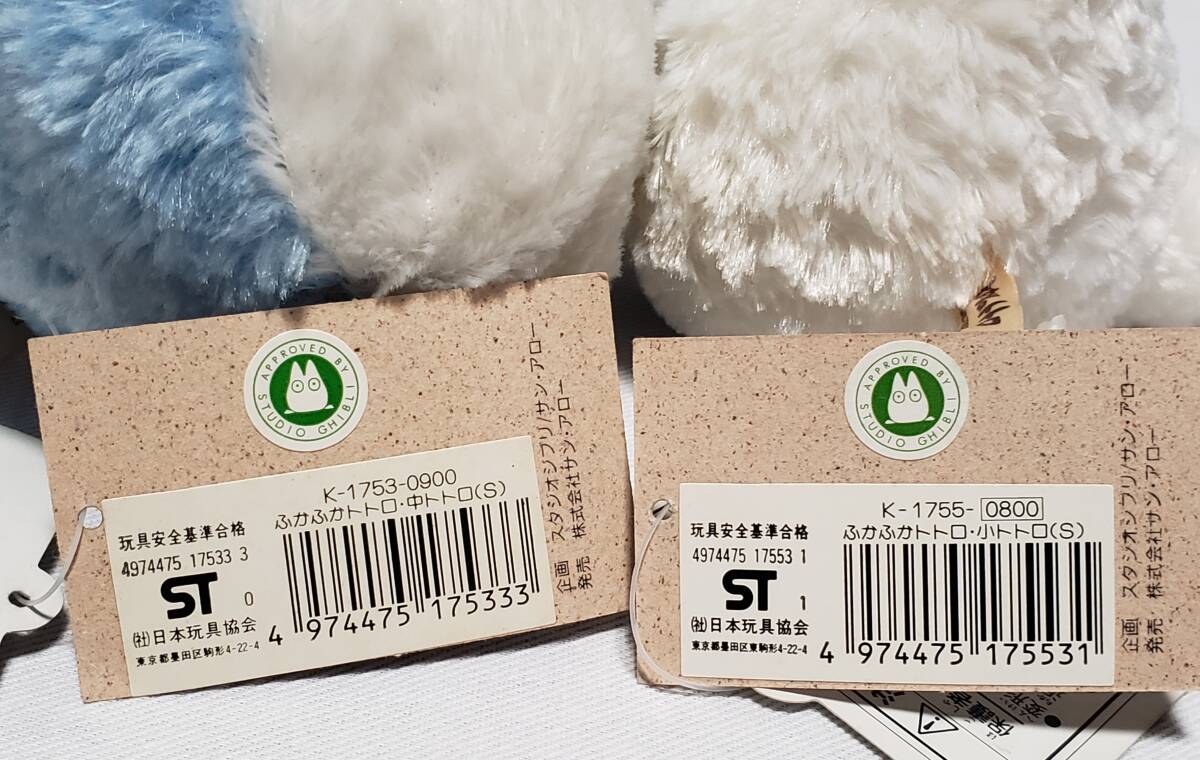 APPROVED BY
STUDIO GHIBLI
K-1753-0900
ふかふかトトロ・中トトロ(S)
玩具安全基準合格
4974475 17533 3
ST 0
(社)日本玩具協会
東京都墨田区東駒形4-22-4
4 974475 175333
企画 スタジオジブリ/サン・アロー
発売 株式会社サン・アロー
APPROVED BY
STUDIO GHIBLI
K-1755-0800
ふかふかトトロ・小トトロ(S)
玩具安全基準合格
4974475 17553 1
ST 1
(社)日本玩具協会
東京都墨田区東駒形4-22-4
4 974475 175531
企画 スタジオジブリ/サン・アロー
発売 株式会社サン・アロー
保護者
変形